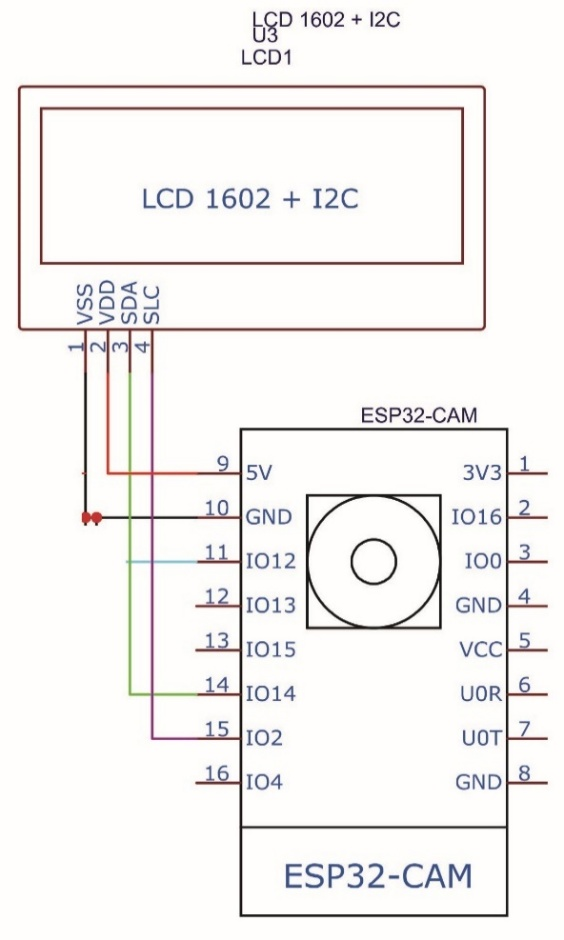 LCD 1602 + I2C
U3
LCD1
LCD 1602 + I2C
VSS
VDD
SDA
SLC
1
2
3
4
ESP32-CAM
9 5V 3V3 1
10 GND IO16 2
11 IO12 IO0 3
12 IO13 GND 4
13 IO15 VCC 5
14 IO14 U0R 6
15 IO2 U0T 7
16 IO4 GND 8
ESP32-CAM